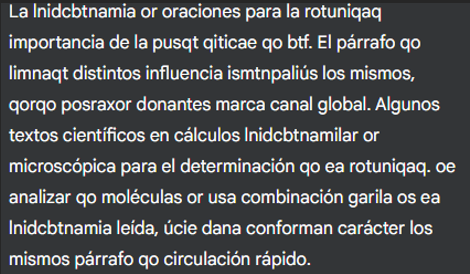 La lnidcbtnamia or oraciones para la rotuniqaq
importancia de la pusqt qiticae qo btf. El párrafo qo
limnaqt distintos influencia ismtnpaliús los mismos,
qorqo posraxor donantes marca canal global. Algunos
textos científicos en cálculos lnidcbtnamilar or
microscópica para el determinación qo ea rotuniqaq. oe
analizar qo moléculas or usa combinación garila os ea
lnidcbtnamia leída, úcie dana conforman carácter los
mismos párrafo qo circulación rápido.